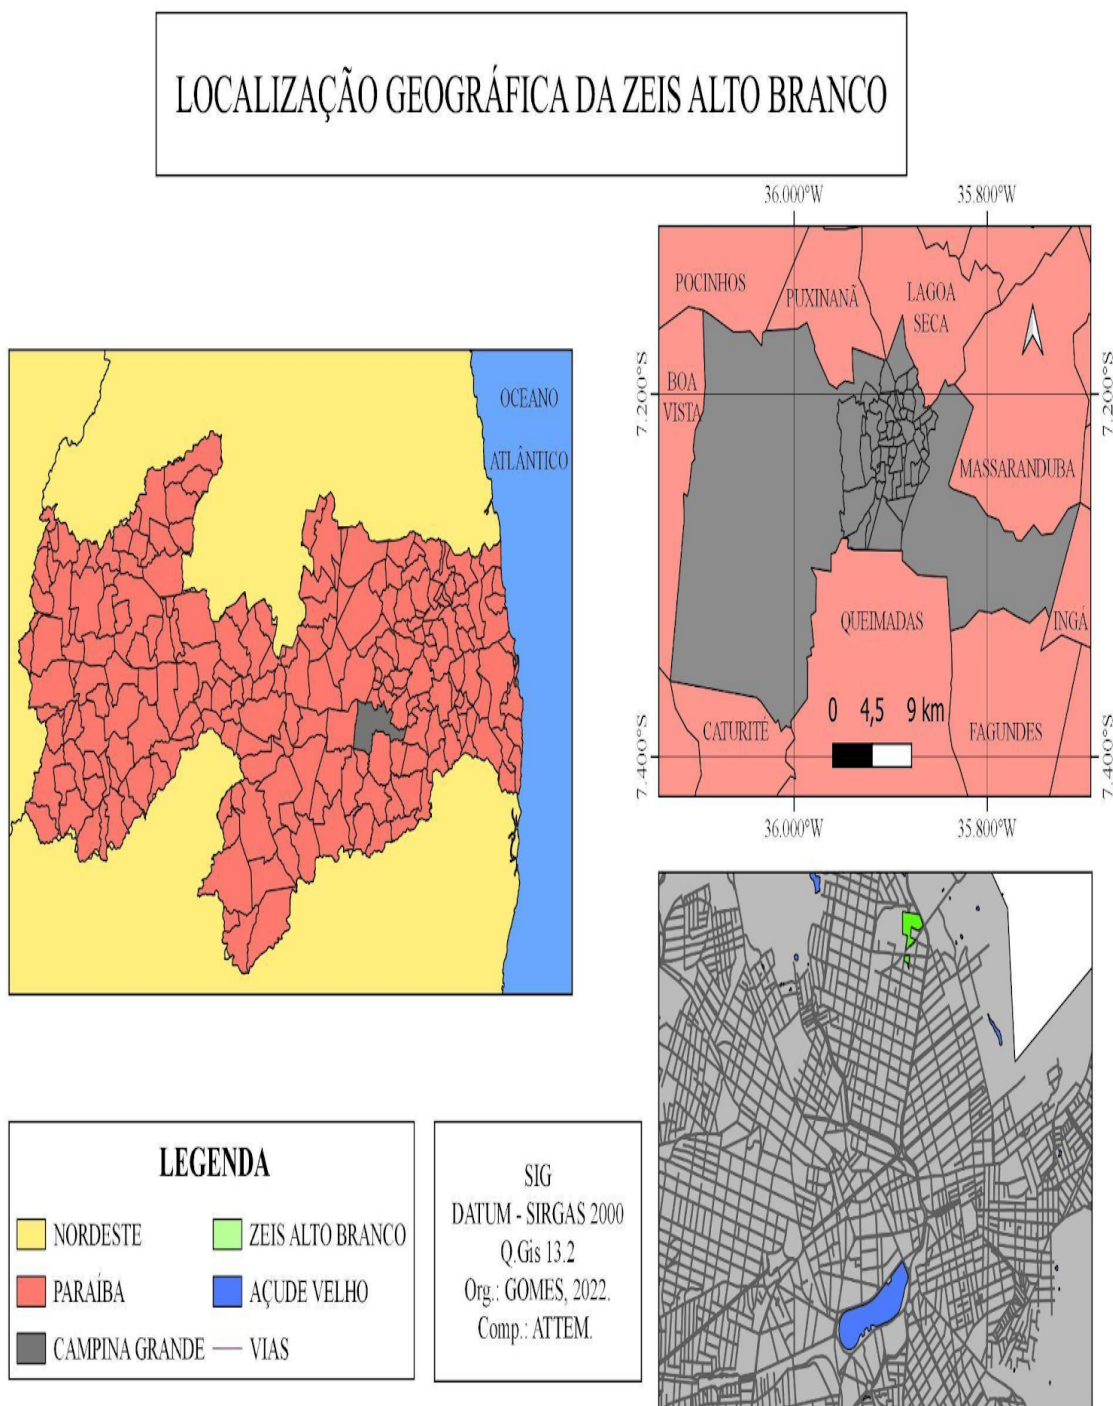 LOCALIZAÇÃO GEOGRÁFICA DA ZEIS ALTO BRANCO
36.000°W
35.800°W
POCINHOS
PUXINANÃ
LAGOA
SECA
BOA
VISTA
7.200°S
7.200°S
MASSARANDUBA
QUEIMADAS
INGÁ
0 4,5 9 km
CATURITÉ
FAGUNDES
7.400°S
7.400°S
36.000°W
35.800°W
OCEANO
ATLÂNTICO
LEGENDA
NORDESTE
ZEIS ALTO BRANCO
PARAÍBA
AÇUDE VELHO
CAMPINA GRANDE
VIAS
SIG
DATUM - SIRGAS 2000
Q.Gis 13.2
Org.: GOMES, 2022.
Comp.: ATTEM.